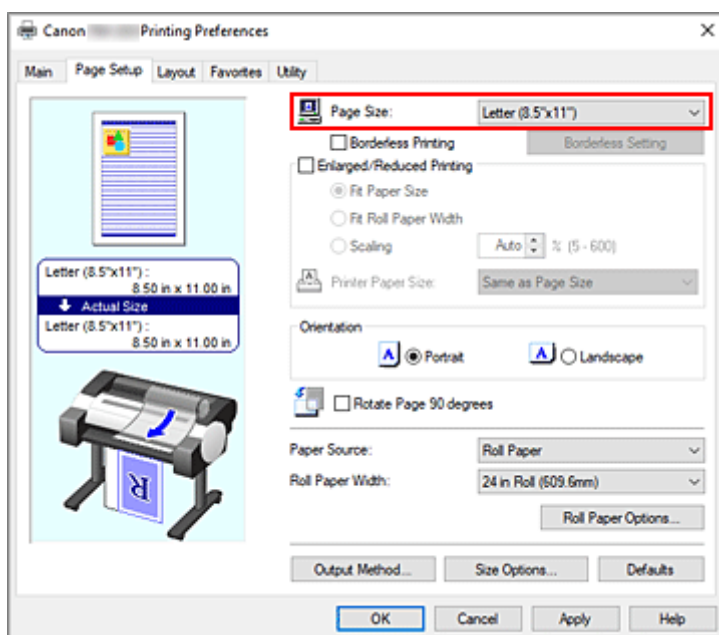 Canon Printing Preferences
Main Page Setup Layout Favorites Utility
Page Size: Letter (8.5"x11")
Borderless Printing Borderless Setting
Enlarged/Reduced Printing
Fit Paper Size
Fit Roll Paper Width
Scaling Auto % (5 - 600)
Printer Paper Size: Same as Page Size
Letter (8.5"x11") :
8.50 in x 11.00 in
Actual Size
Letter (8.5"x11") :
8.50 in x 11.00 in
Orientation
A Portrait A Landscape
Rotate Page 90 degrees
Paper Source: Roll Paper
Roll Paper Width: 24 in Roll (609.6mm)
Roll Paper Options...
R
Output Method... Size Options... Defaults
OK Cancel Apply Help